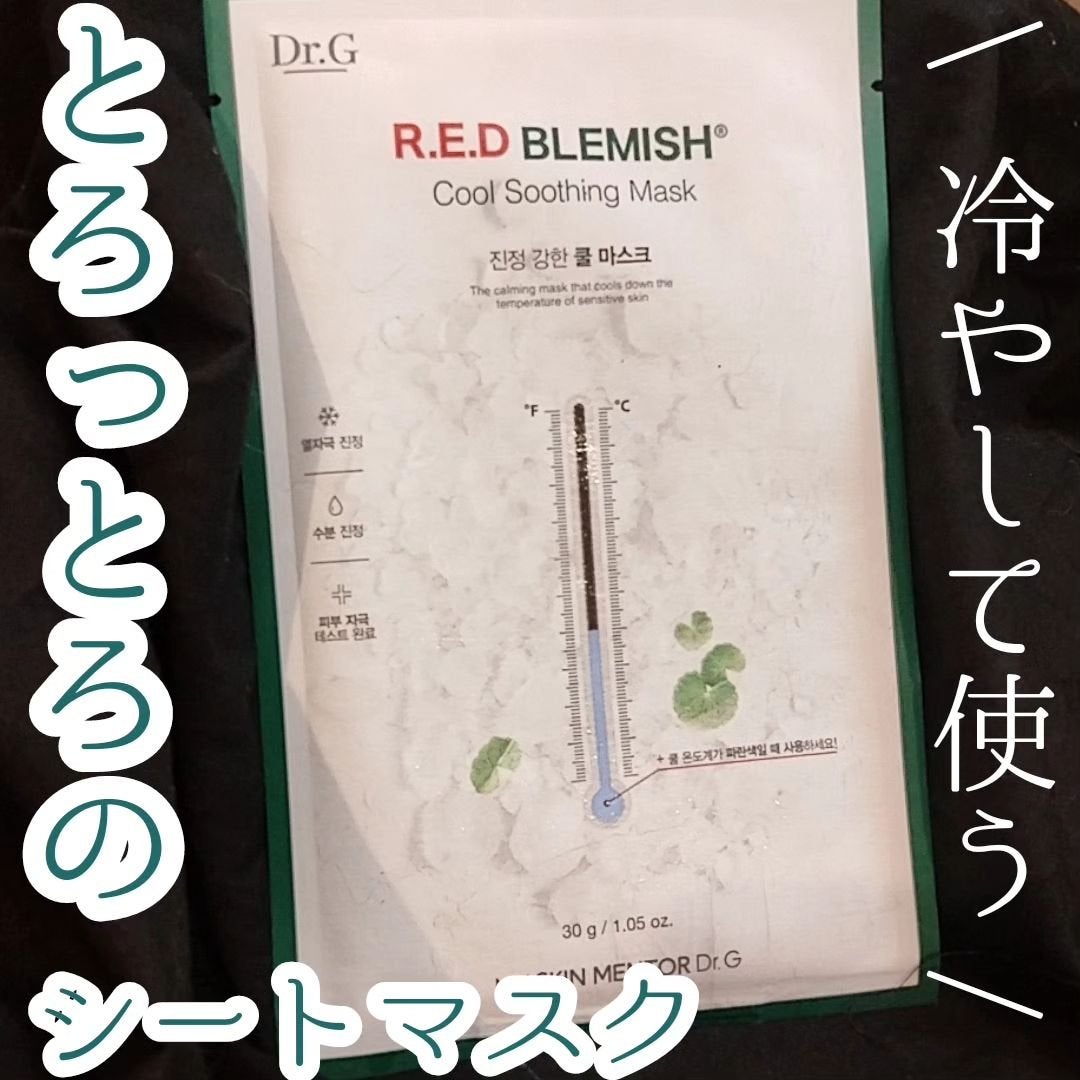 とろっとろの
シートマスク
＼冷やして使う／
Dr.G
R.E.D BLEMISH®
Cool Soothing Mask
진정 강한 쿨 마스크
The calming mask that cools down the
temperature of sensitive skin
°F °C
열자극 진정
수분 진정
피부 자극
테스트 완료
+ 쿨 온도계가 파란색일 때 사용하세요!
30 g / 1.05 oz.
SKIN MENTOR Dr.G